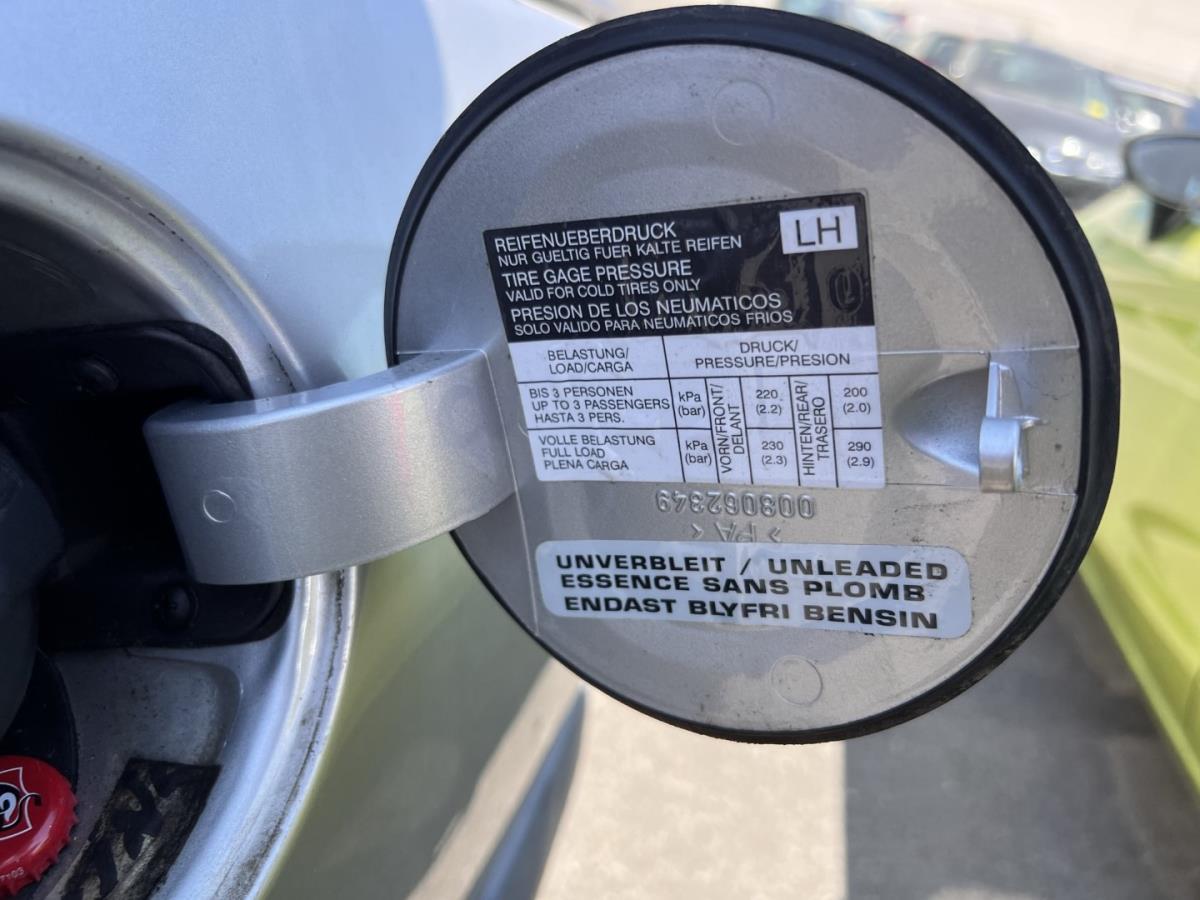 LH
REIFENUEBERDRUCK
NUR GUELTIG FUER KALTE REIFEN
TIRE GAGE PRESSURE
VALID FOR COLD TIRES ONLY
PRESION DE LOS NEUMATICOS
SOLO VALIDO PARA NEUMATICOS FRIOS
BELASTUNG/
LOAD/CARGA
DRUCK/
PRESSURE/PRESION
BIS 3 PERSONEN
UP TO 3 PASSENGERS
HASTA 3 PERS.
kPa
(bar)
VORN/FRONT/
DELANT
220
(2.2)
HINTEN/REAR/
TRASERO
200
(2.0)
VOLLE BELASTUNG
FULL LOAD
PLENA CARGA
kPa
(bar)
230
(2.3)
290
(2.9)
008062349
>PA<
UNVERBLEIT / UNLEADED
ESSENCE SANS PLOMB
ENDAST BLYFRI BENSIN